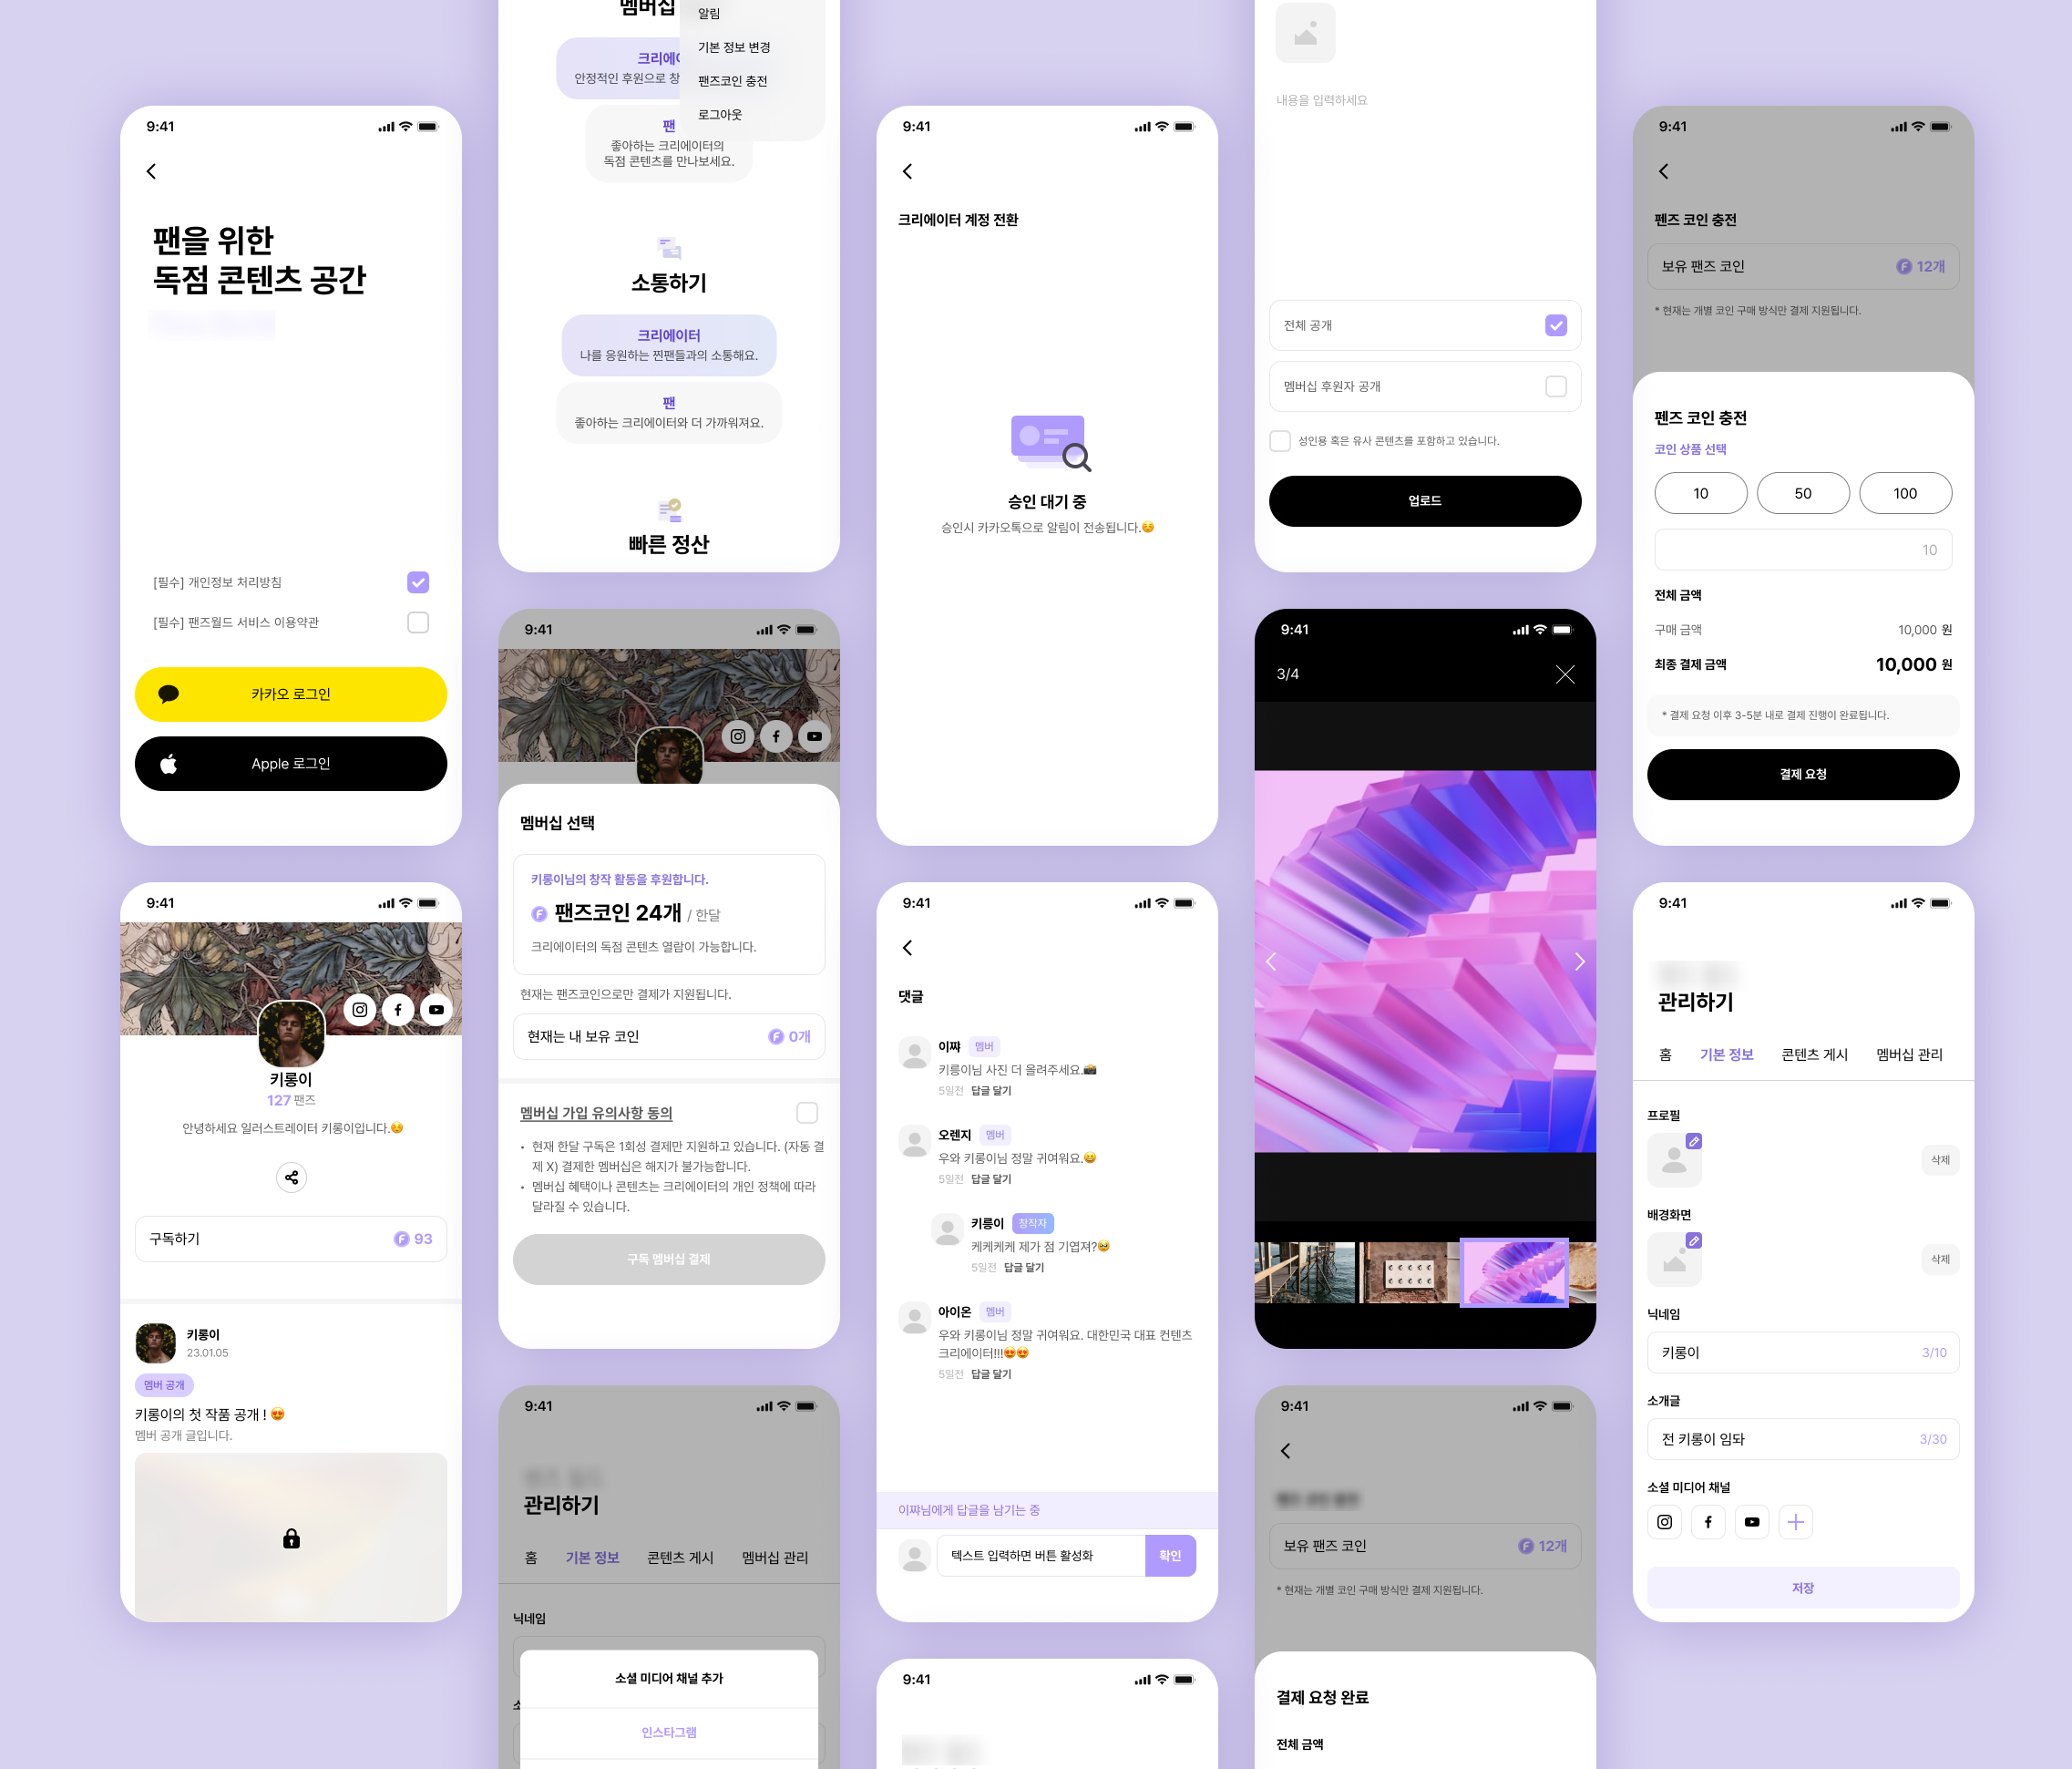 9:41
팬을 위한
독점 콘텐츠 공간
[필수] 개인정보 처리방침
[필수] 팬즈월드 서비스 이용약관
카카오 로그인
Apple 로그인
9:41
키롱이
127 팬즈
안녕하세요 일러스트레이터 키롱이입니다.☺️
구독하기
F 93
키롱이
23.01.05
멤버 공개
키롱이의 첫 작품 공개 ! 😍
멤버 공개 글입니다.
멤버십
알림
기본 정보 변경
팬즈코인 충전
로그아웃
크리에이
안정적인 후원으로 창
팬
좋아하는 크리에이터의
독점 콘텐츠를 만나보세요.
소통하기
크리에이터
나를 응원하는 찐팬들과의 소통해요.
팬
좋아하는 크리에이터와 더 가까워져요.
빠른 정산
9:41
멤버십 선택
키롱이님의 창작 활동을 후원합니다.
F 팬즈코인 24개 / 한달
크리에이터의 독점 콘텐츠 열람이 가능합니다.
현재는 팬즈코인으로만 결제가 지원됩니다.
현재는 내 보유 코인
F 0개
멤버십 가입 유의사항 동의
• 현재 한달 구독은 1회성 결제만 지원하고 있습니다. (자동 결
제 X) 결제한 멤버십은 해지가 불가능합니다.
• 멤버십 혜택이나 콘텐츠는 크리에이터의 개인 정책에 따라
달라질 수 있습니다.
구독 멤버십 결제
9:41
관리하기
홈 기본 정보 콘텐츠 게시 멤버십 관리
닉네임
소셜 미디어 채널 추가
인스타그램
9:41
크리에이터 계정 전환
승인 대기 중
승인시 카카오톡으로 알림이 전송됩니다.☺️
9:41
댓글
이쨔 멤버
키릉이님 사진 더 올려주세요.📸
5일전 답글 달기
오렌지 멤버
우와 키롱이님 정말 귀여워요.😀
5일전 답글 달기
키릉이 창작자
케케케케 제가 점 기엽져?🥹
5일전 답글 달기
아이온 멤버
우와 키롱이님 정말 귀여워요. 대한민국 대표 컨텐츠
크리에이터!!!😍😍
5일전 답글 달기
이쨔님에게 답글을 남기는 중
텍스트 입력하면 버튼 활성화
확인
9:41
내용을 입력하세요
전체 공개
멤버십 후원자 공개
성인용 혹은 유사 콘텐츠를 포함하고 있습니다.
업로드
9:41
3/4
9:41
보유 팬즈 코인
F 12개
* 현재는 개별 코인 구매 방식만 결제 지원됩니다.
결제 요청 완료
전체 금액
9:41
펜즈 코인 충전
보유 팬즈 코인
F 12개
* 현재는 개별 코인 구매 방식만 결제 지원됩니다.
펜즈 코인 충전
코인 상품 선택
10 50 100
10
전체 금액
구매 금액
10,000 원
최종 결제 금액
10,000 원
* 결제 요청 이후 3-5분 내로 결제 진행이 완료됩니다.
결제 요청
9:41
관리하기
홈 기본 정보 콘텐츠 게시 멤버십 관리
프로필
삭제
배경화면
삭제
닉네임
키롱이
3/10
소개글
전 키롱이 임돠
3/30
소셜 미디어 채널
저장